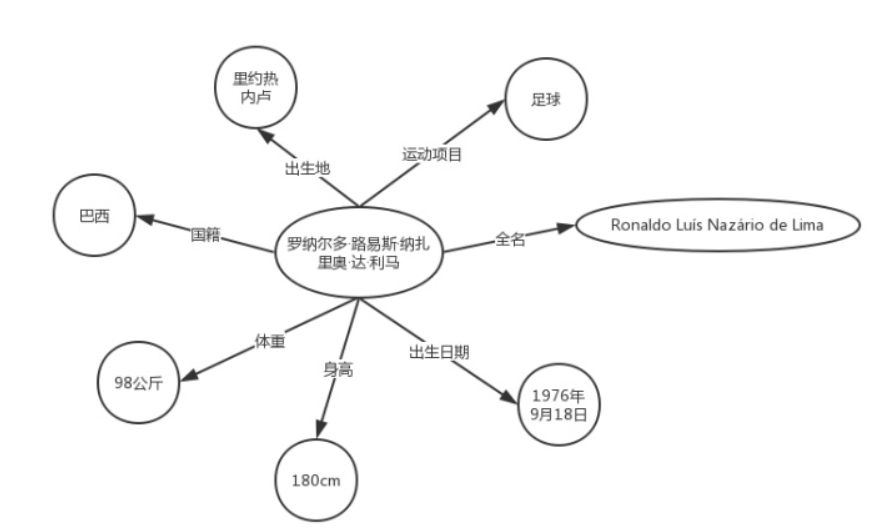 里约热
内卢
足球
出生地
运动项目
巴西
国籍
罗纳尔多·路易斯·纳扎
里奥·达·利马
全名
Ronaldo Luís Nazário de Lima
体重
身高
出生日期
98公斤
1976年
9月18日
180cm